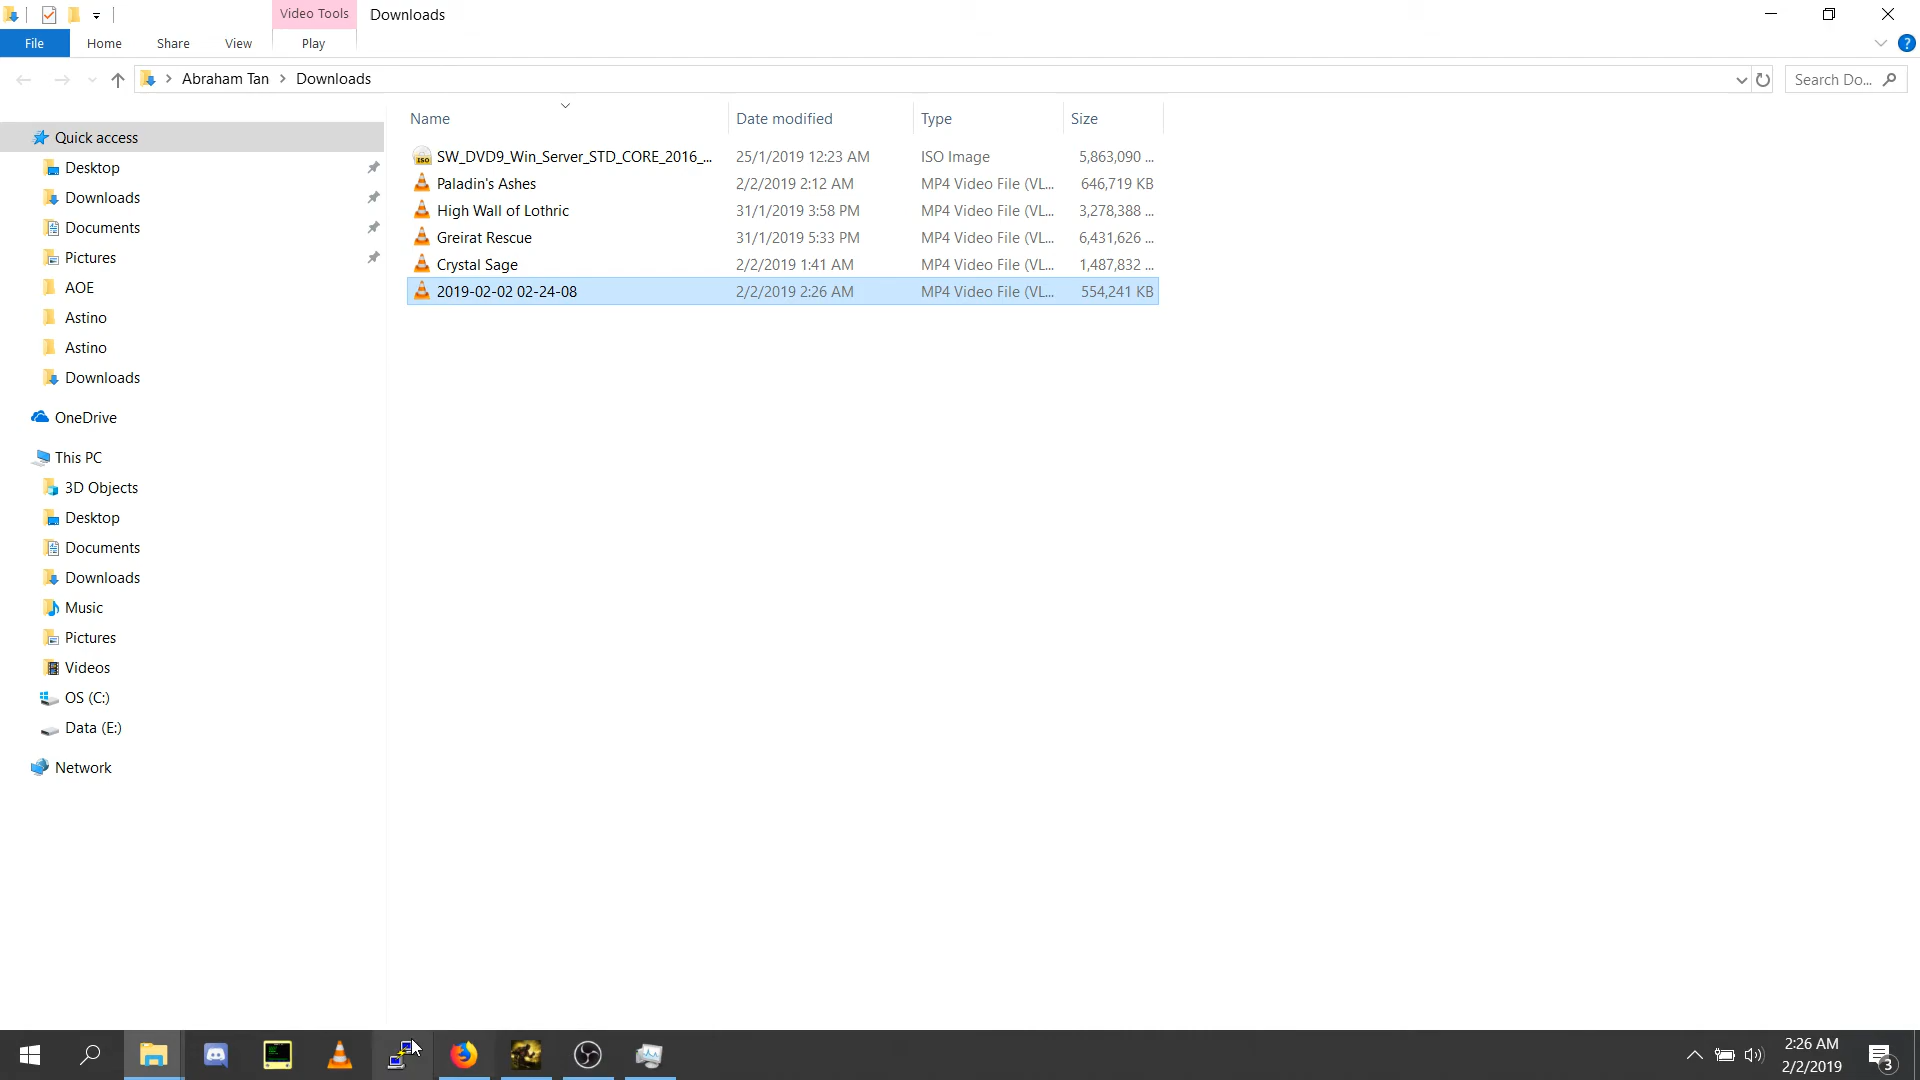 Video Tools
Downloads
File
Home
Share
View
Play
?
Abraham Tan
Downloads
Search Do...
Name
Date modified
Type
Size
SW_DVD9_Win_Server_STD_CORE_2016_... 25/1/2019 12:23 AM ISO Image 5,863,090 ...
Paladin's Ashes 2/2/2019 2:12 AM MP4 Video File (VL... 646,719 KB
High Wall of Lothric 31/1/2019 3:58 PM MP4 Video File (VL... 3,278,388 ...
Greirat Rescue 31/1/2019 5:33 PM MP4 Video File (VL... 6,431,626 ...
Crystal Sage 2/2/2019 1:41 AM MP4 Video File (VL... 1,487,832 ...
2019-02-02 02-24-08 2/2/2019 2:26 AM MP4 Video File (VL... 554,241 KB
Quick access
Desktop
Downloads
Documents
Pictures
AOE
Astino
Astino
Downloads
OneDrive
This PC
3D Objects
Desktop
Documents
Downloads
Music
Pictures
Videos
OS (C:)
Data (E:)
Network
2:26 AM
2/2/2019
3